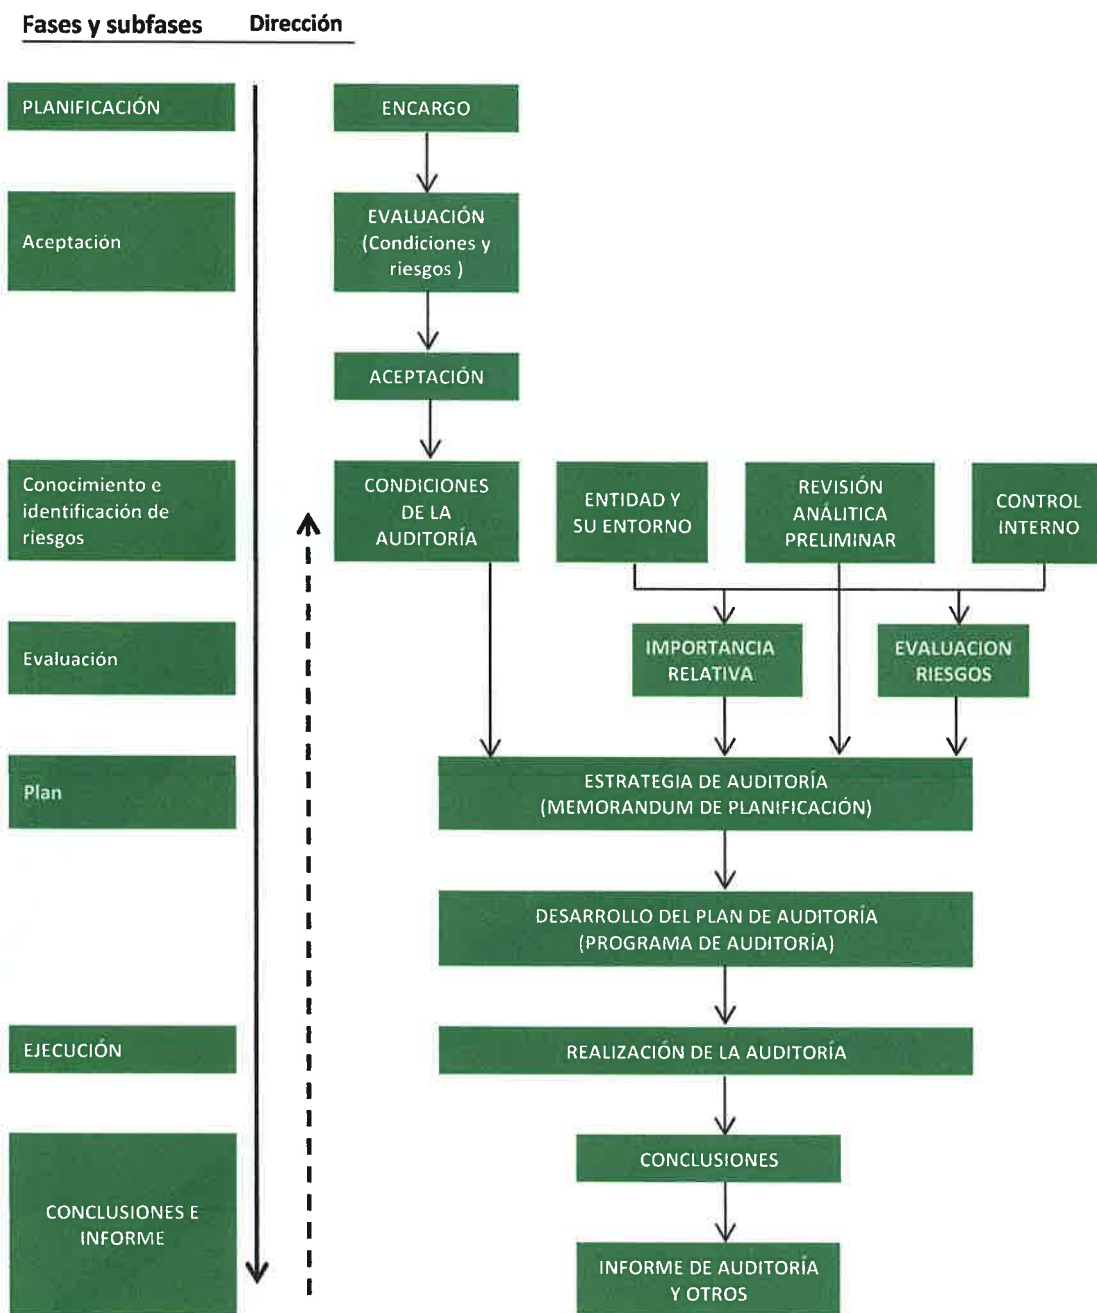 Fases y subfases Dirección
PLANIFICACIÓN
ENCARGO
Aceptación
EVALUACIÓN
(Condiciones y
riesgos )
ACEPTACIÓN
Conocimiento e
identificación de
riesgos
CONDICIONES
DE LA
AUDITORÍA
ENTIDAD Y
SU ENTORNO
REVISIÓN
ANÁLITICA
PRELIMINAR
CONTROL
INTERNO
Evaluación
IMPORTANCIA
RELATIVA
EVALUACION
RIESGOS
Plan
ESTRATEGIA DE AUDITORÍA
(MEMORANDUM DE PLANIFICACIÓN)
DESARROLLO DEL PLAN DE AUDITORÍA
(PROGRAMA DE AUDITORÍA)
EJECUCIÓN
REALIZACIÓN DE LA AUDITORÍA
CONCLUSIONES E
INFORME
CONCLUSIONES
INFORME DE AUDITORÍA
Y OTROS